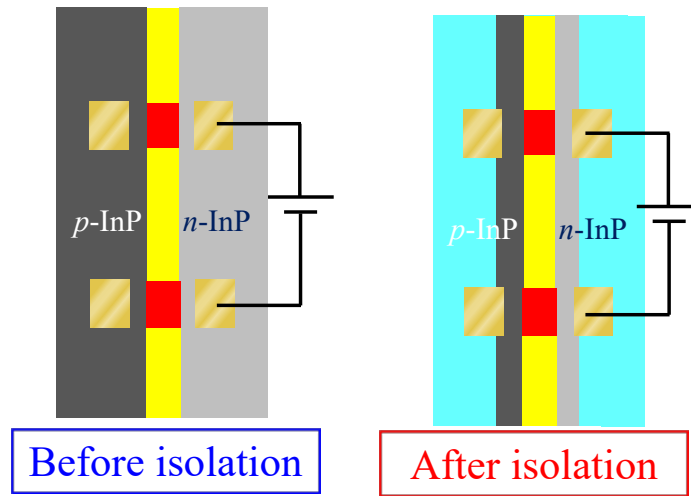 p-InP
n-InP
Before isolation
p-InP
n-InP
After isolation